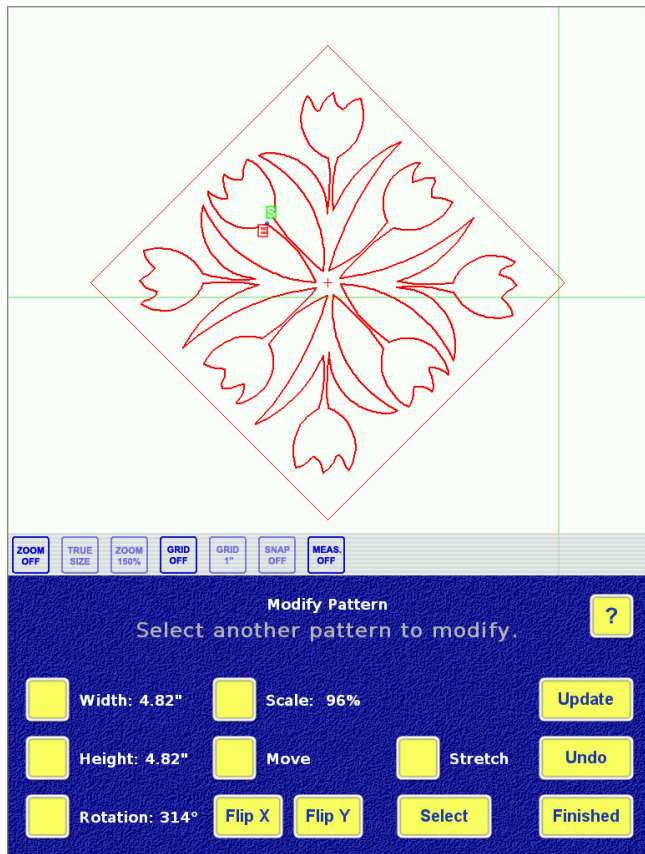 S
E
ZOOM OFF
TRUE SIZE
ZOOM 150%
GRID OFF
GRID 1"
SNAP OFF
MEAS. OFF
Modify Pattern
?
Select another pattern to modify.
Width: 4.82"
Scale: 96%
Update
Height: 4.82"
Move
Stretch
Undo
Rotation: 314°
Flip X
Flip Y
Select
Finished